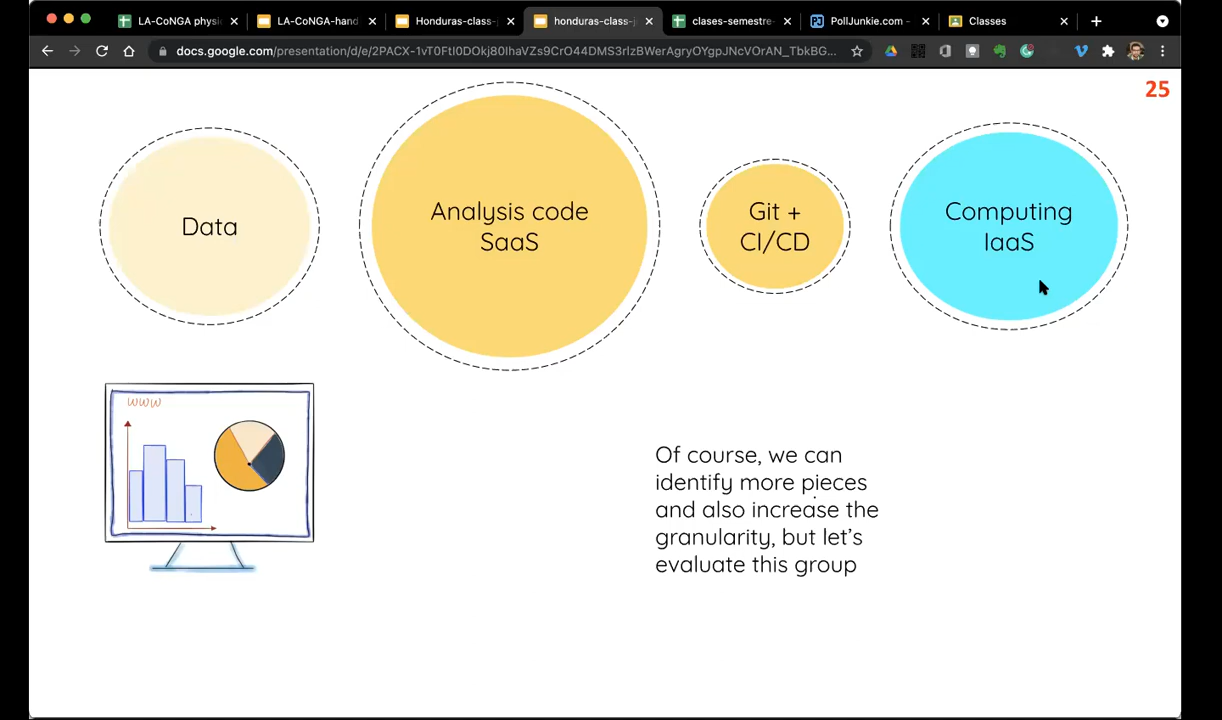 LA-CoNGA physi
LA-CoNGA-hand
Honduras-class-j
honduras-class-j
clases-semestre-
PollJunkie.com –
Classes
docs.google.com/presentation/d/e/2PACX-1vT0FtI0DOkj80IhaVZs9CrO44DMS3rIzBWerAgryOYgpJNcVOrAN_TbkBG...
25
Data
Analysis code
SaaS
Git +
CI/CD
Computing
IaaS
www
Of course, we can
identify more pieces
and also increase the
granularity, but let's
evaluate this group